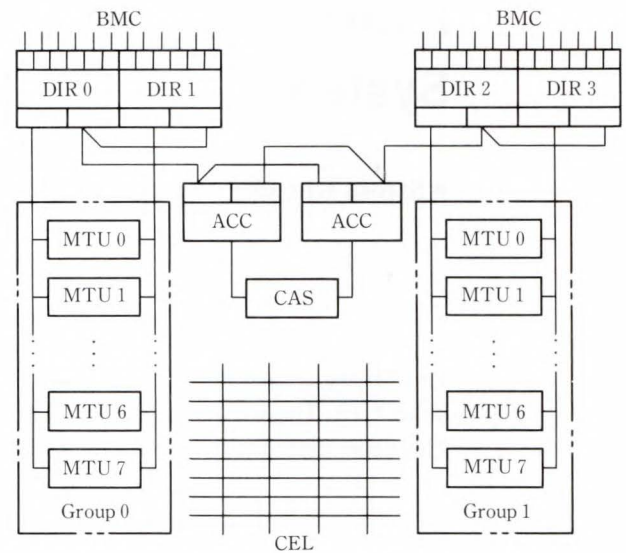 BMC
BMC
DIR 0
DIR 1
DIR 2
DIR 3
ACC
ACC
CAS
MTU 0
MTU 1
MTU 6
MTU 7
Group 0
MTU 0
MTU 1
MTU 6
MTU 7
Group 1
CEL